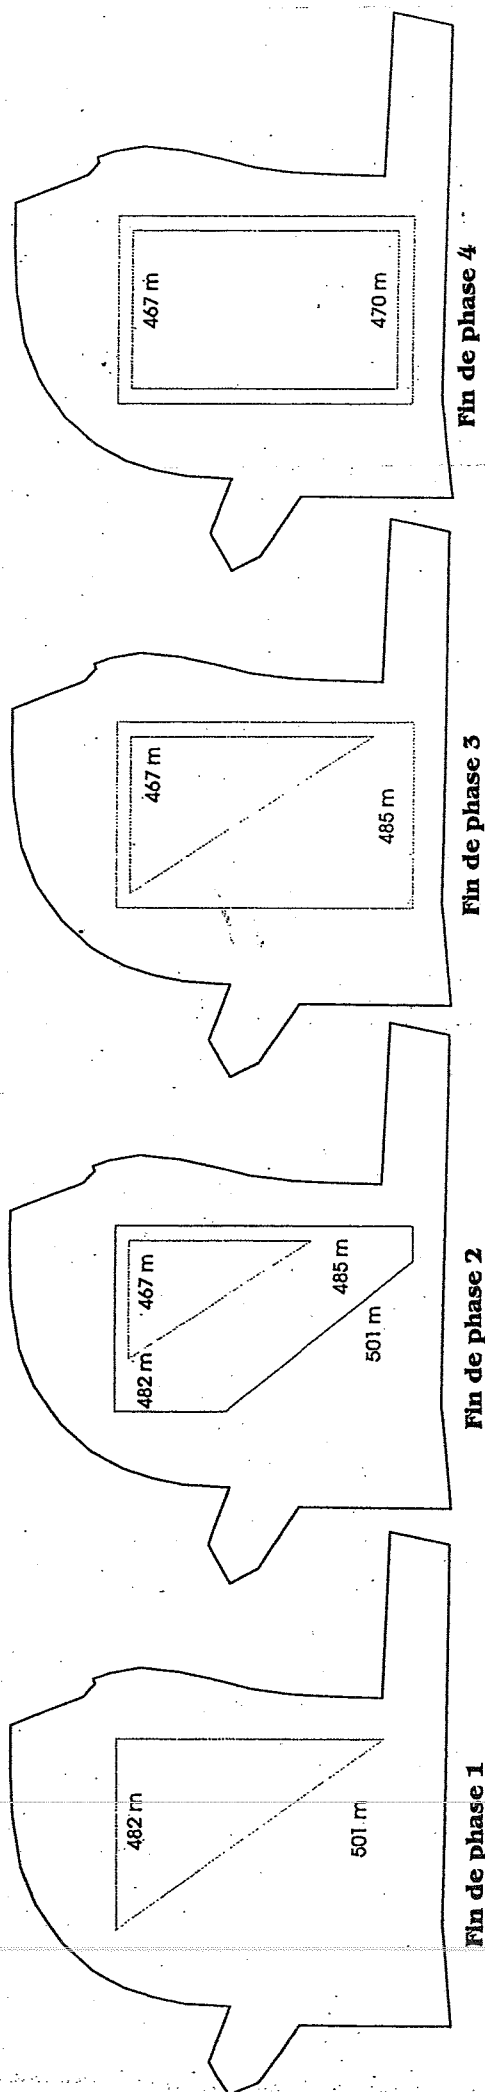 482 m
501 m
Fin de phase 1
467 m
482 m
485 m
501 m
Fin de phase 2
467 m
485 m
Fin de phase 3
467 m
470 m
Fin de phase 4